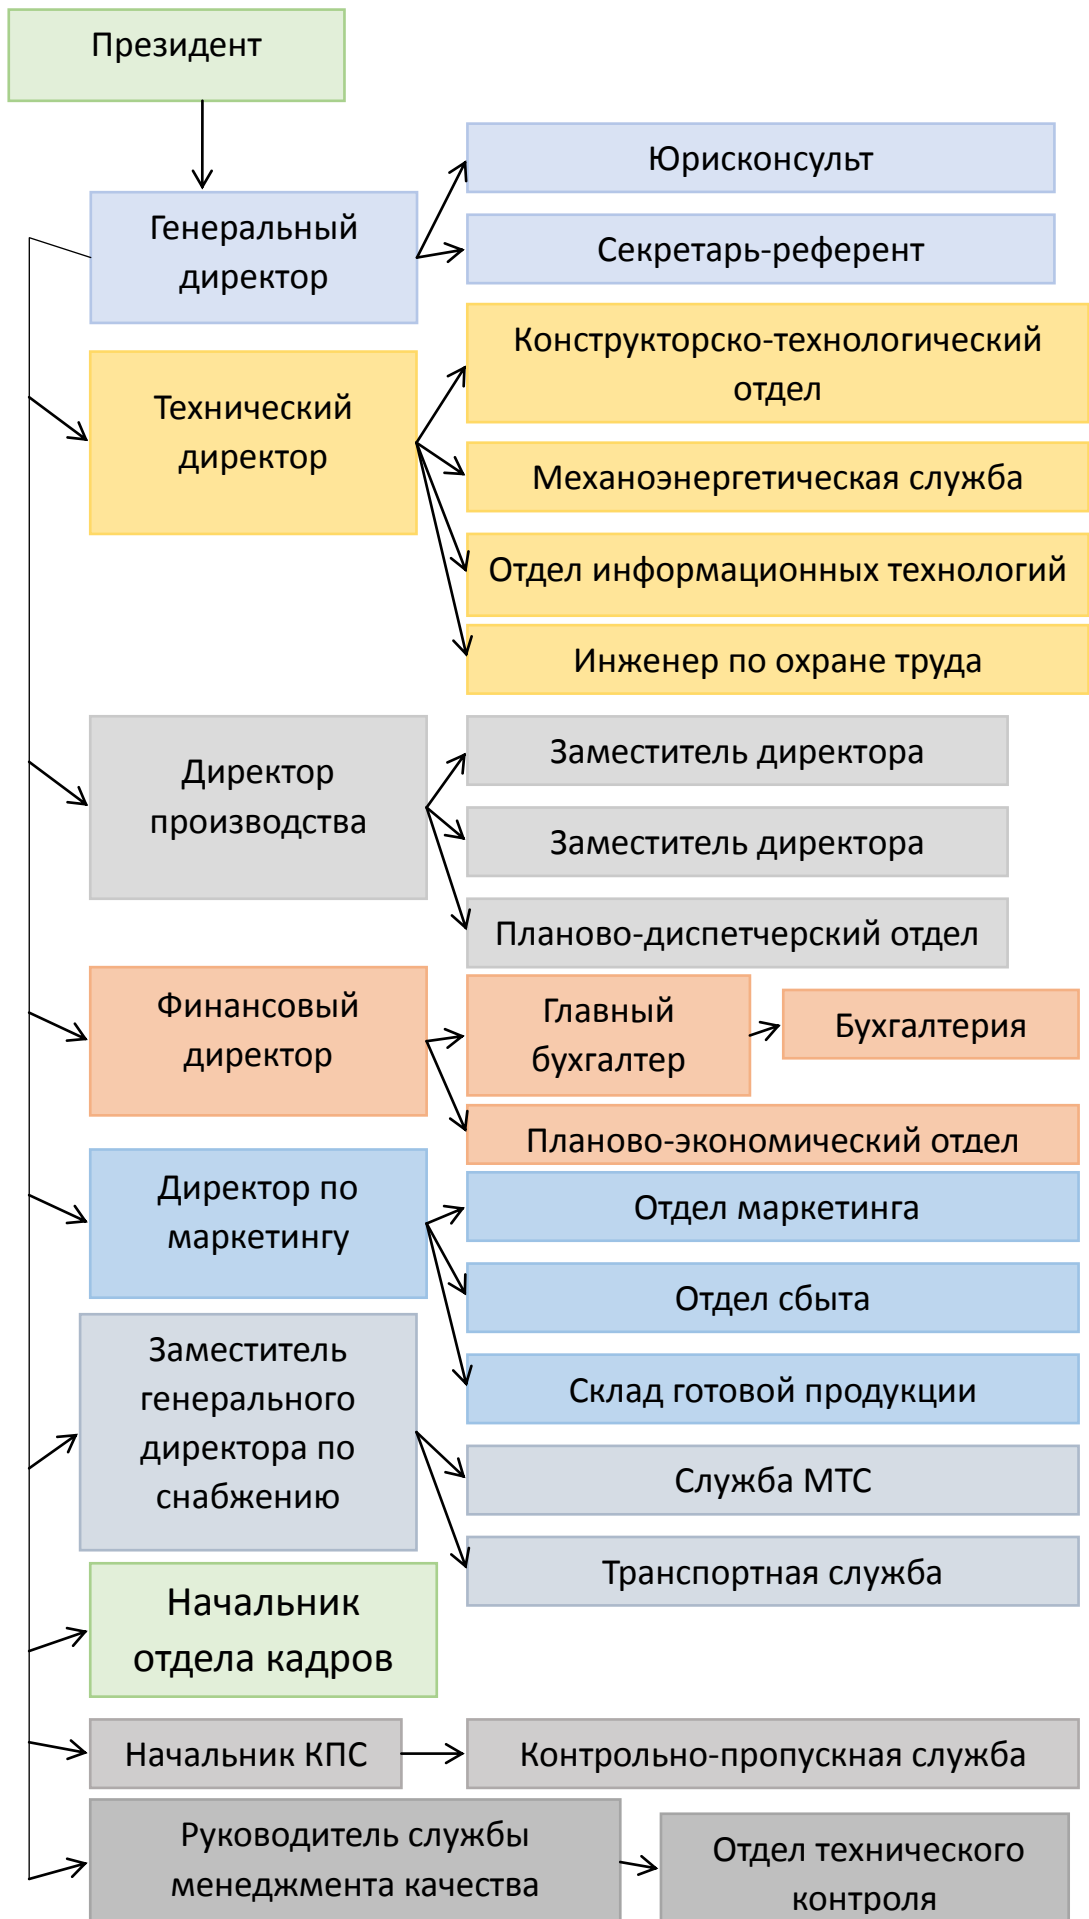 Президент
Юрисконсульт
Генеральный
директор
Секретарь-референт
Конструкторско-технологический
отдел
Технический
директор
Механоэнергетическая служба
Отдел информационных технологий
Инженер по охране труда
Директор
производства
Заместитель директора
Заместитель директора
Планово-диспетчерский отдел
Финансовый
директор
Главный
бухгалтер
Бухгалтерия
Планово-экономический отдел
Директор по
маркетингу
Отдел маркетинга
Отдел сбыта
Склад готовой продукции
Заместитель
генерального
директора по
снабжению
Служба МТС
Транспортная служба
Начальник
отдела кадров
Начальник КПС
Контрольно-пропускная служба
Руководитель службы
менеджмента качества
Отдел технического
контроля